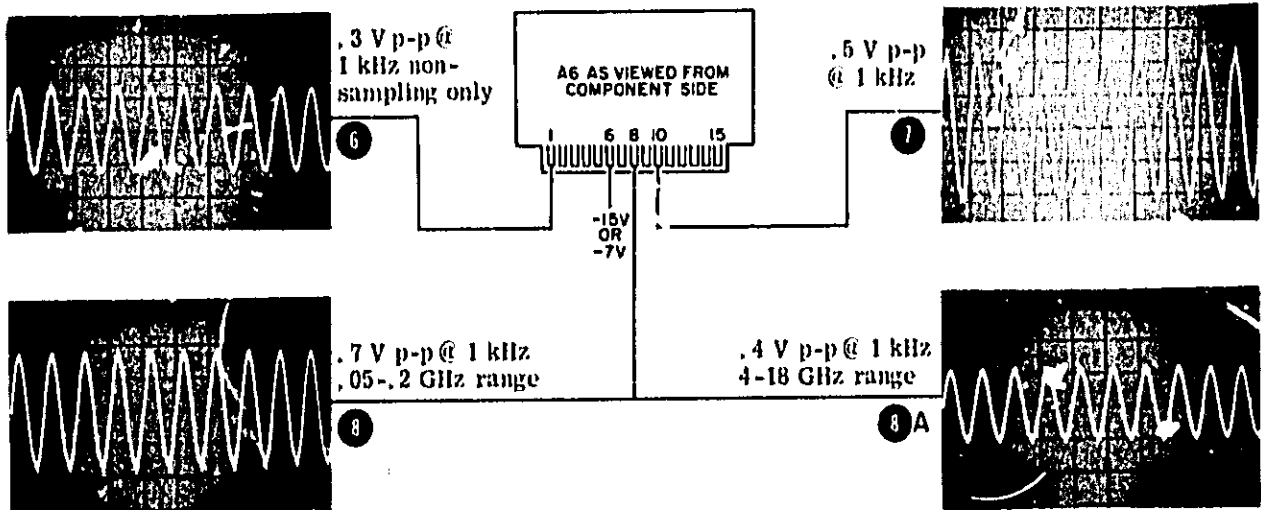 .3 V p-p @
1 kHz non-
sampling only
6
A6 AS VIEWED FROM
COMPONENT SIDE
1 6 8 10 15
-15V
OR
-7V
.5 V p-p
@ 1 kHz
7
.7 V p-p @ 1 kHz
.05-.2 GHz range
8
.4 V p-p @ 1 kHz
4-18 GHz range
8 A